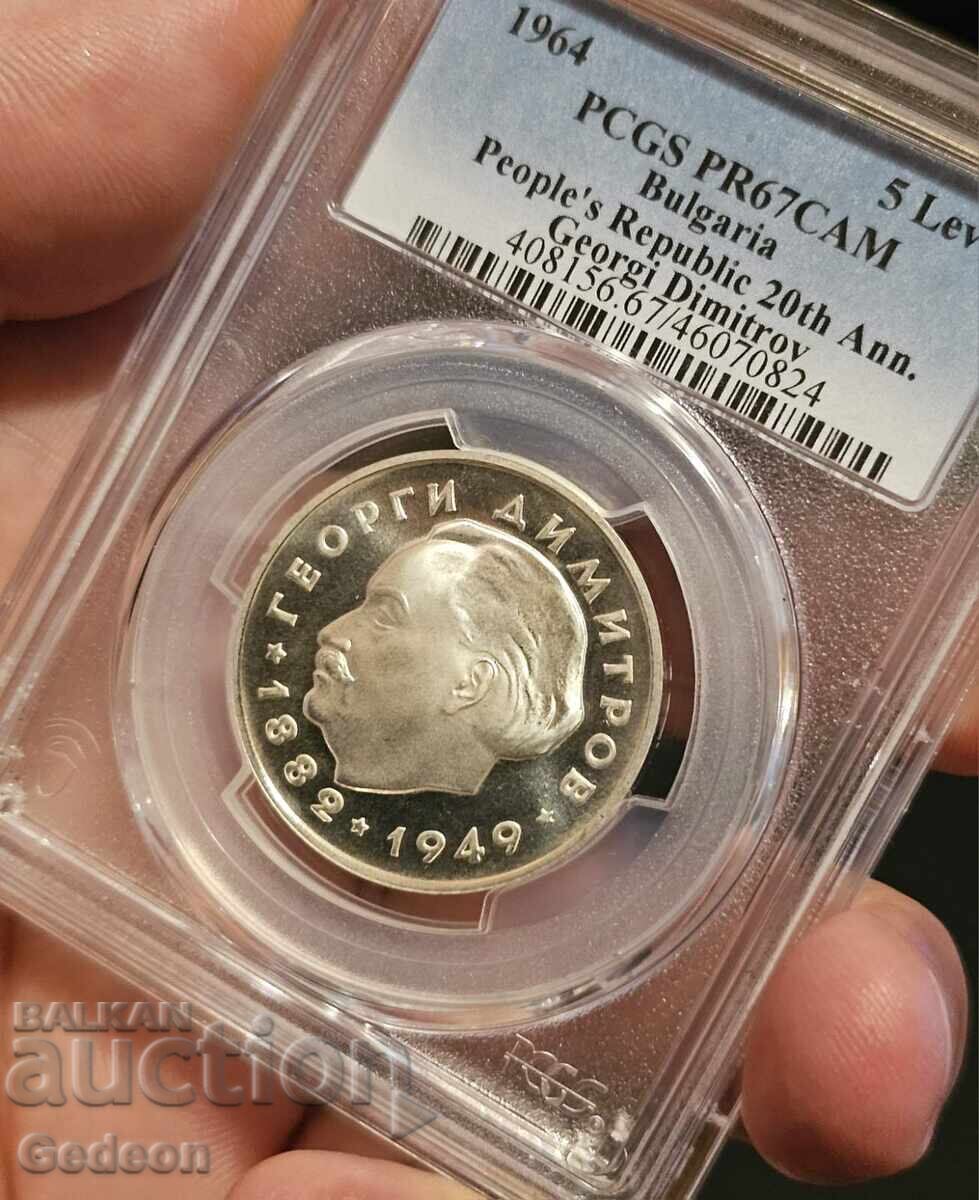 1964
5 Lev
PCGS PR67CAM
Bulgaria
People's Republic 20th Ann.
Georgi Dimitrov
408156.67/46070824
ГЕОРГИ ДИМИТРОВ
1882 ★ 1949
PCGS
BALKAN
auction
Gedeon